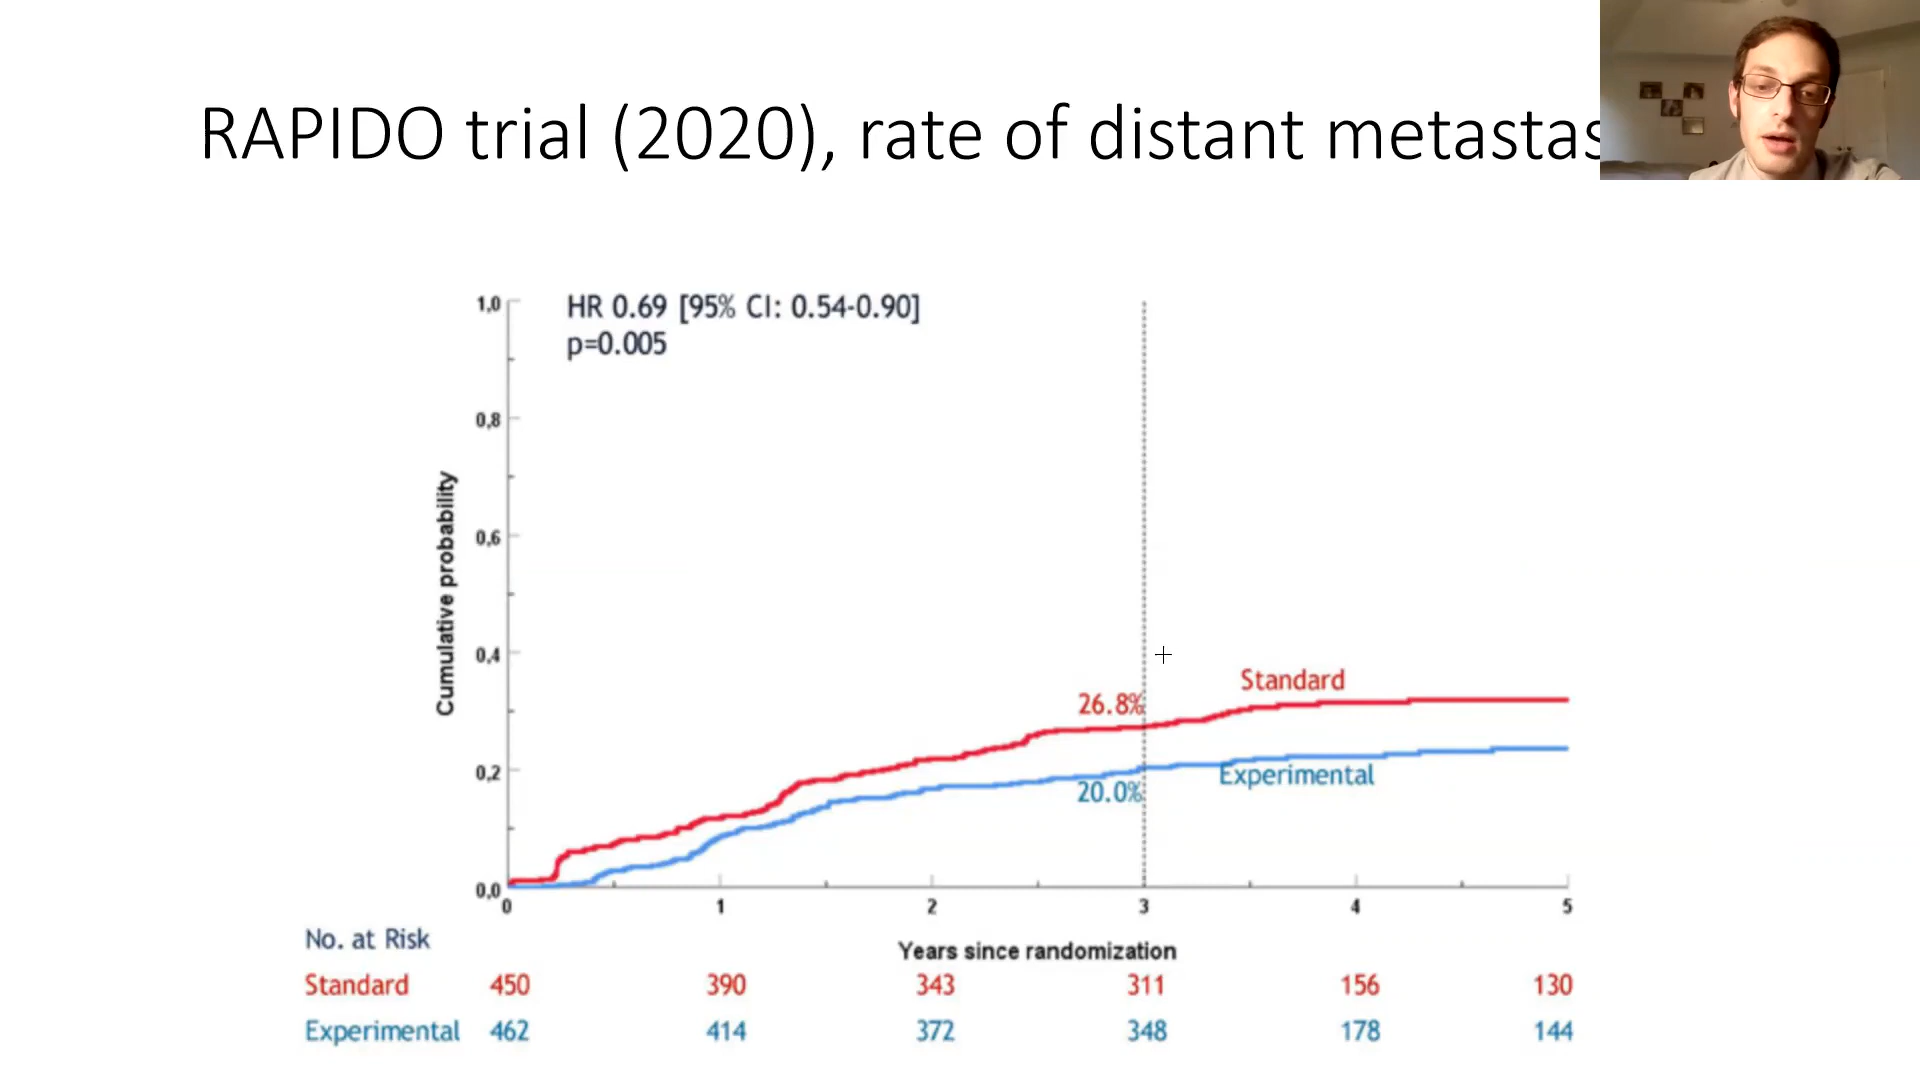 RAPIDO trial (2020), rate of distant metastas
HR 0.69 [95% CI: 0.54-0.90]
p=0.005
1,0
0,8
0,6
0,4
0,2
0,0
Cumulative probability
26.8%
Standard
20.0%
Experimental
0 1 2 3 4 5
Years since randomization
No. at Risk
Standard 450 390 343 311 156 130
Experimental 462 414 372 348 178 144